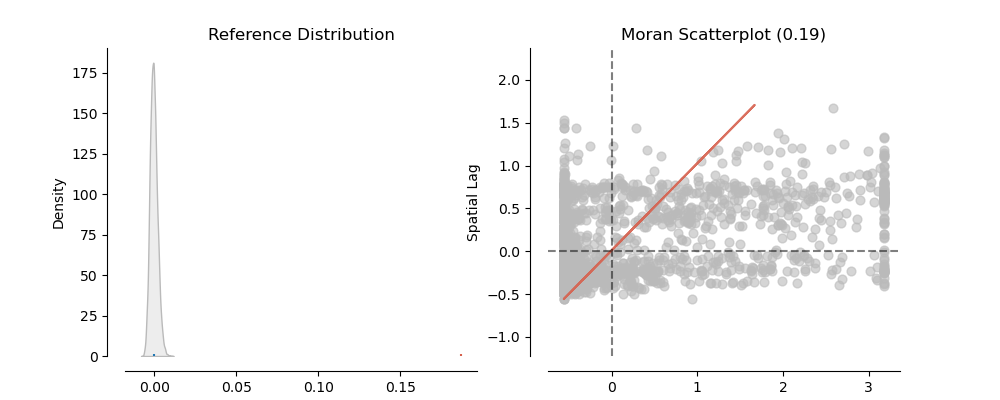 Reference Distribution
Density
175
150
125
100
75
50
25
0
0.00 0.05 0.10 0.15
Moran Scatterplot (0.19)
Spatial Lag
2.0
1.5
1.0
0.5
0.0
−0.5
−1.0
0 1 2 3